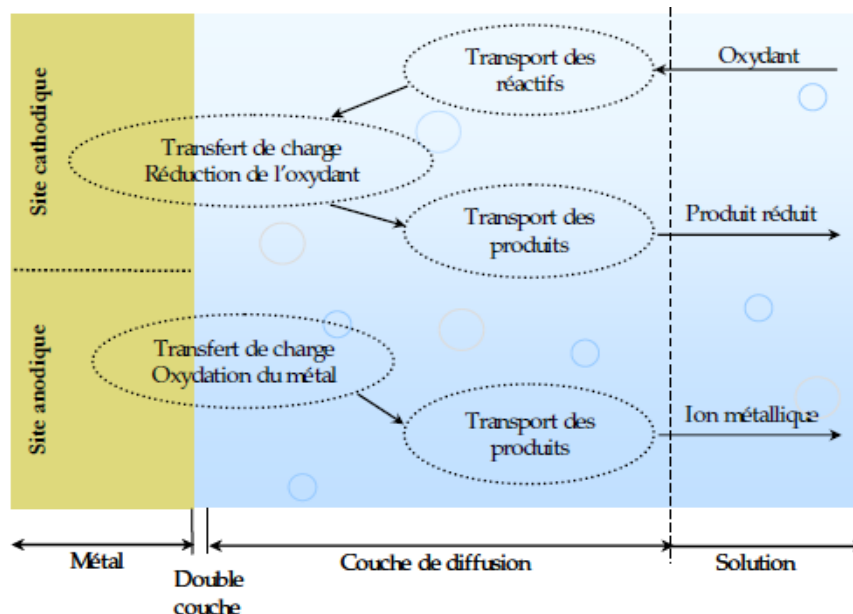 Site cathodique
Transport des
réactifs
Oxydant
Transfert de charge
Réduction de l'oxydant
Transport des
produits
Produit réduit
Site anodique
Transfert de charge
Oxydation du métal
Transport des
produits
Ion métallique
Métal
Double
couche
Couche de diffusion
Solution